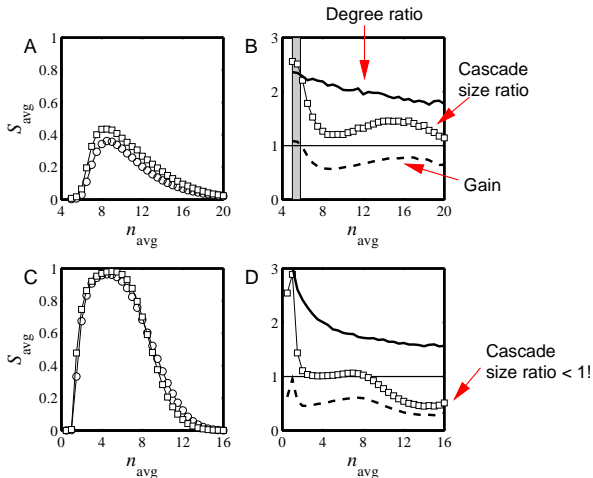 Degree ratio
A
B
Cascade
size ratio
Gain
S avg
1
0.8
0.6
0.4
0.2
0
4 8 12 16 20
n avg
3
2
1
0
4 8 12 16 20
n avg
C
D
S avg
1
0.8
0.6
0.4
0.2
0
0 4 8 12 16
n avg
3
2
1
0
0 4 8 12 16
n avg
Cascade
size ratio < 1!